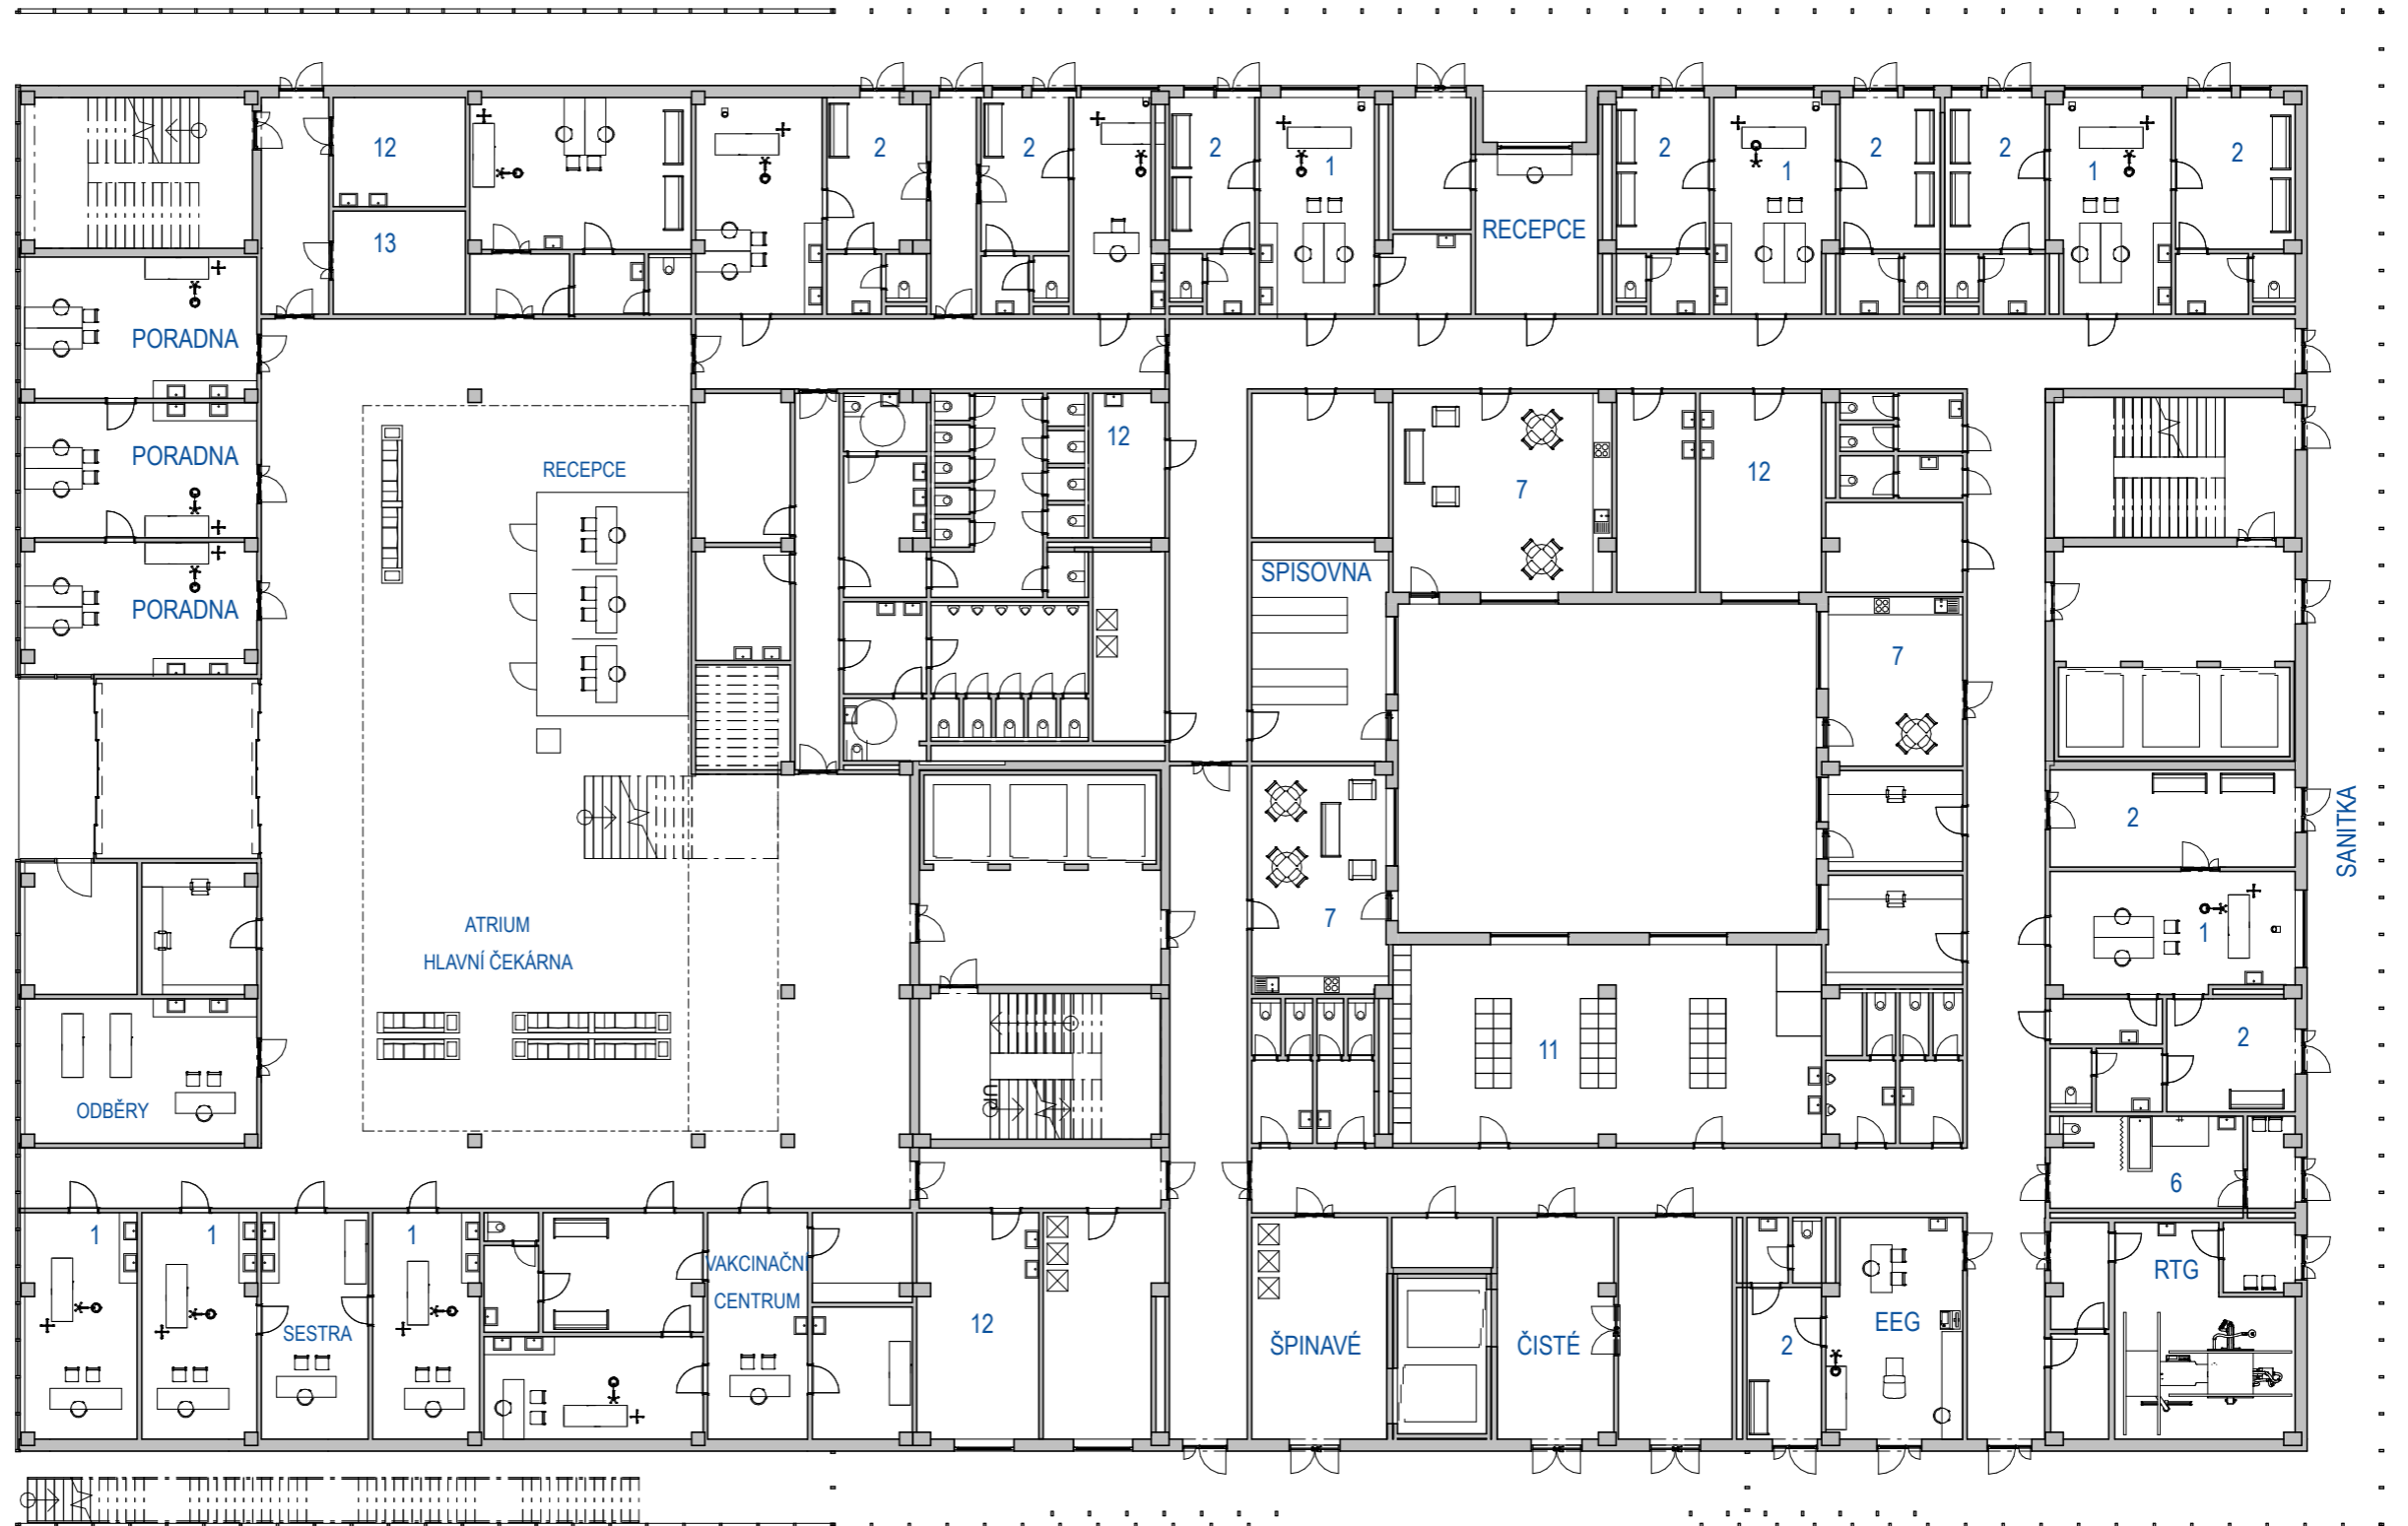 12
2
2
2
1
2
1
2
2
1
2
13
RECEPCE
PORADNA
PORADNA
PORADNA
RECEPCE
12
7
12
SPISOVNA
7
2
SANITKA
ATRIUM
HLAVNÍ ČEKÁRNA
7
1
2
11
ODBĚRY
UP
6
1
1
1
SESTRA
VAKCINAČNÍ
CENTRUM
12
ŠPINAVÉ
ČISTÉ
2
EEG
RTG